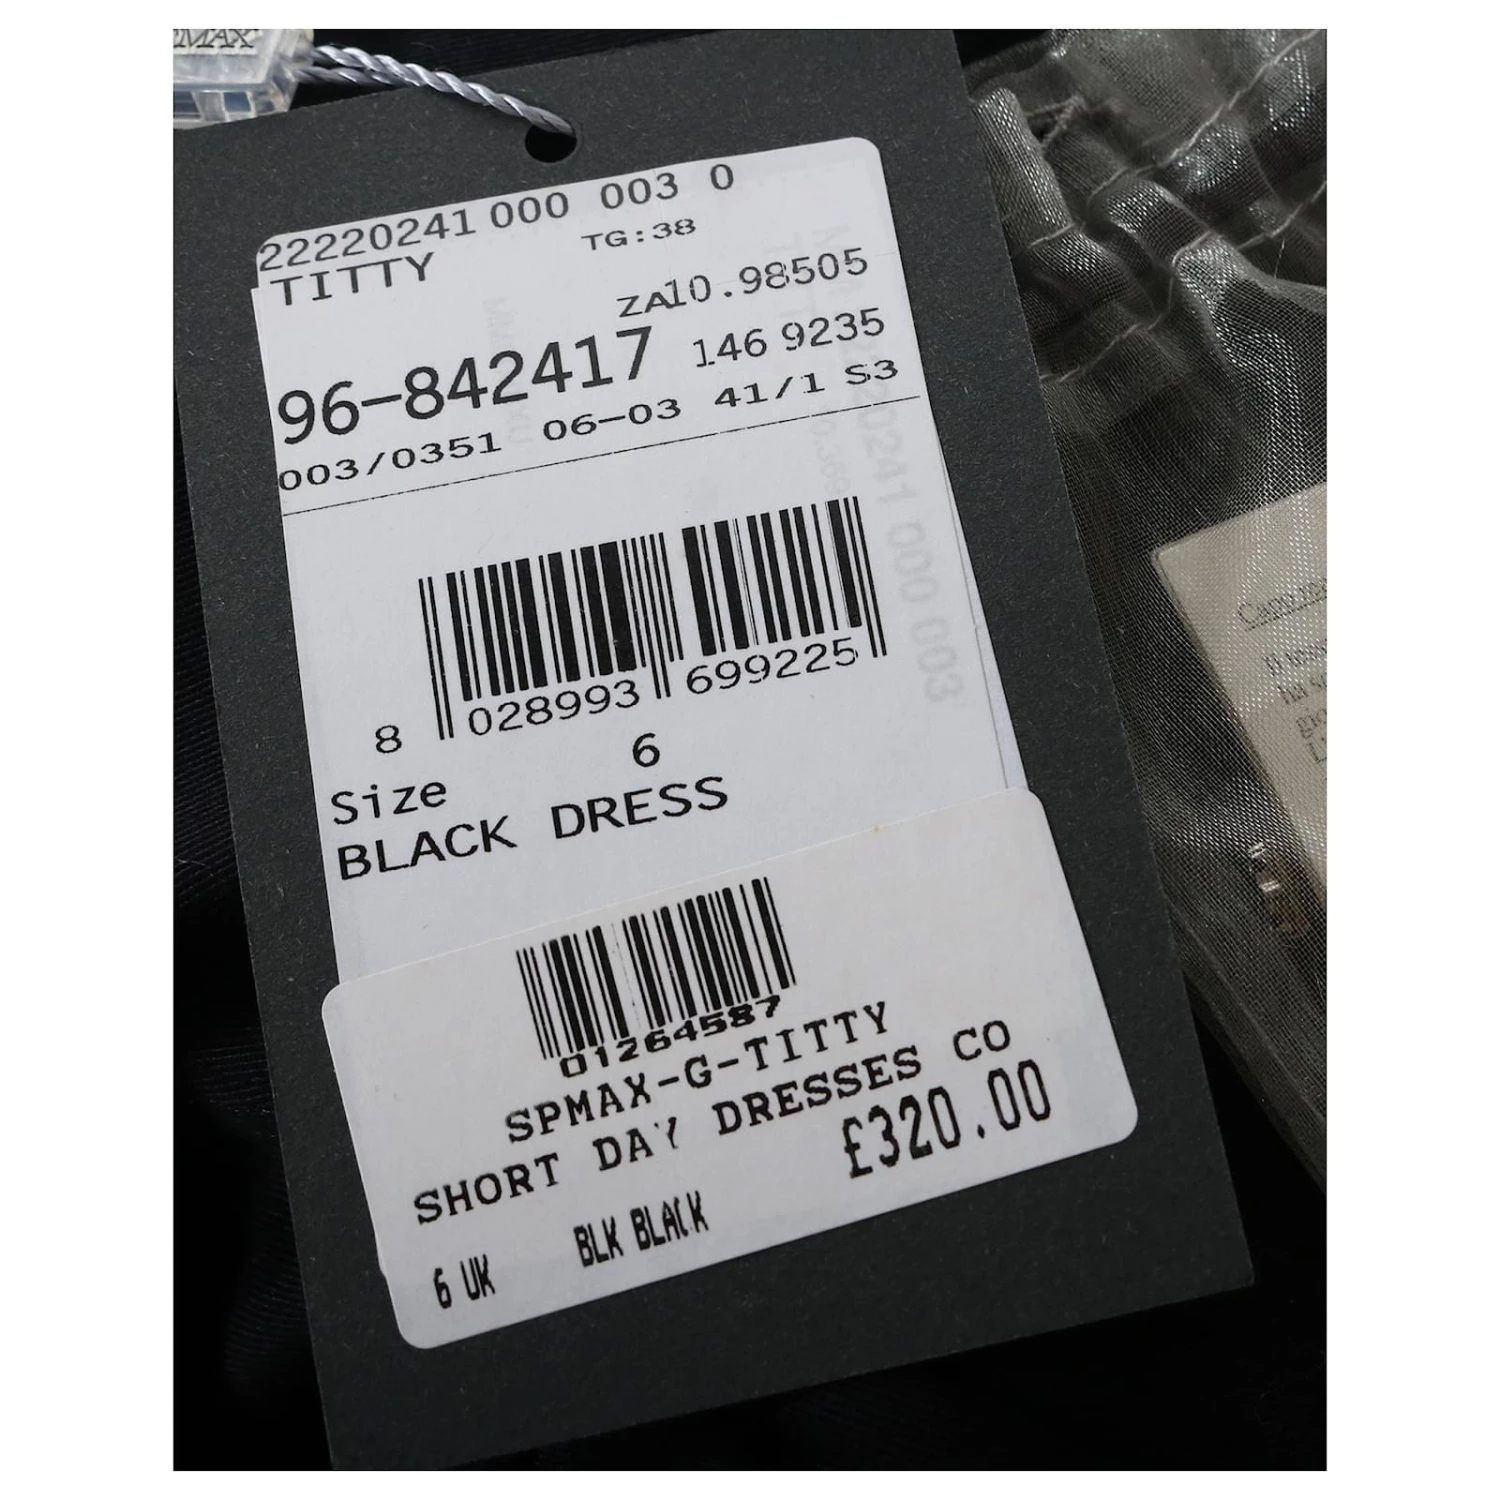 MAX
22220241 000 003 0
TITTY
TG:38
ZA10.98505
96-842417 146 9235
003/0351 06-03 41/1 S3
8 028993 699225
Size 6
BLACK DRESS
01264587
SPMAX-G-TITTY
SHORT DAY DRESSES CO
£320.00
6 UK BLK BLACK